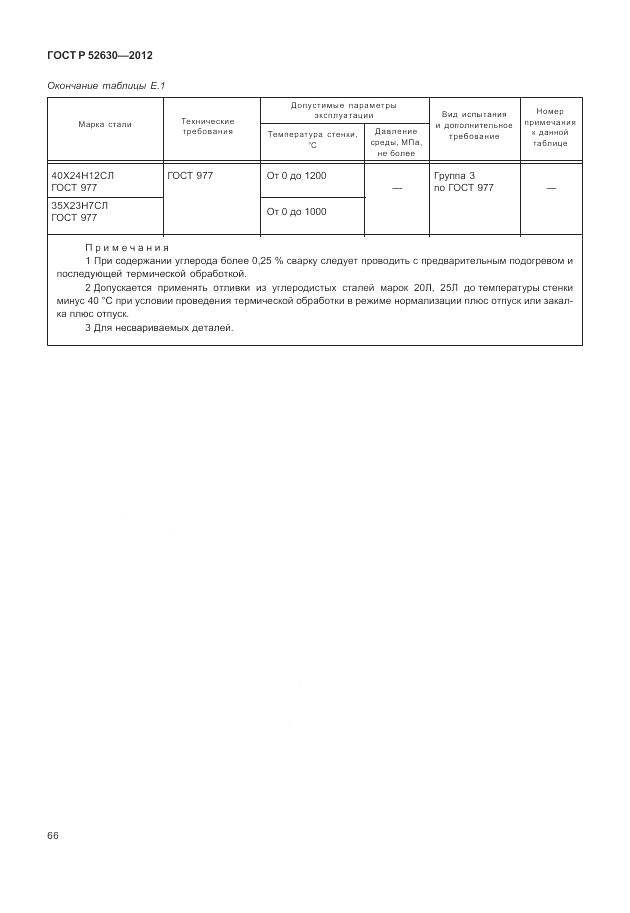 ГОСТ Р 52630—2012
Окончание таблицы Е.1
Марка стали
Технические
требования
Допустимые параметры
эксплуатации
Температура стенки,
°С
Давление
среды, МПа,
не более
Вид испытания
и дополнительное
требование
Номер
примечания
к данной
таблице
40Х24Н12СЛ
ГОСТ 977
ГОСТ 977
От 0 до 1200
—
Группа 3
по ГОСТ 977
—
35Х23Н7СЛ
ГОСТ 977
От 0 до 1000
Примечания
1 При содержании углерода более 0,25 % сварку следует проводить с предварительным подогревом и
последующей термической обработкой.
2 Допускается применять отливки из углеродистых сталей марок 20Л, 25Л до температуры стенки
минус 40 °С при условии проведения термической обработки в режиме нормализации плюс отпуск или закал-
ка плюс отпуск.
3 Для несвариваемых деталей.
66